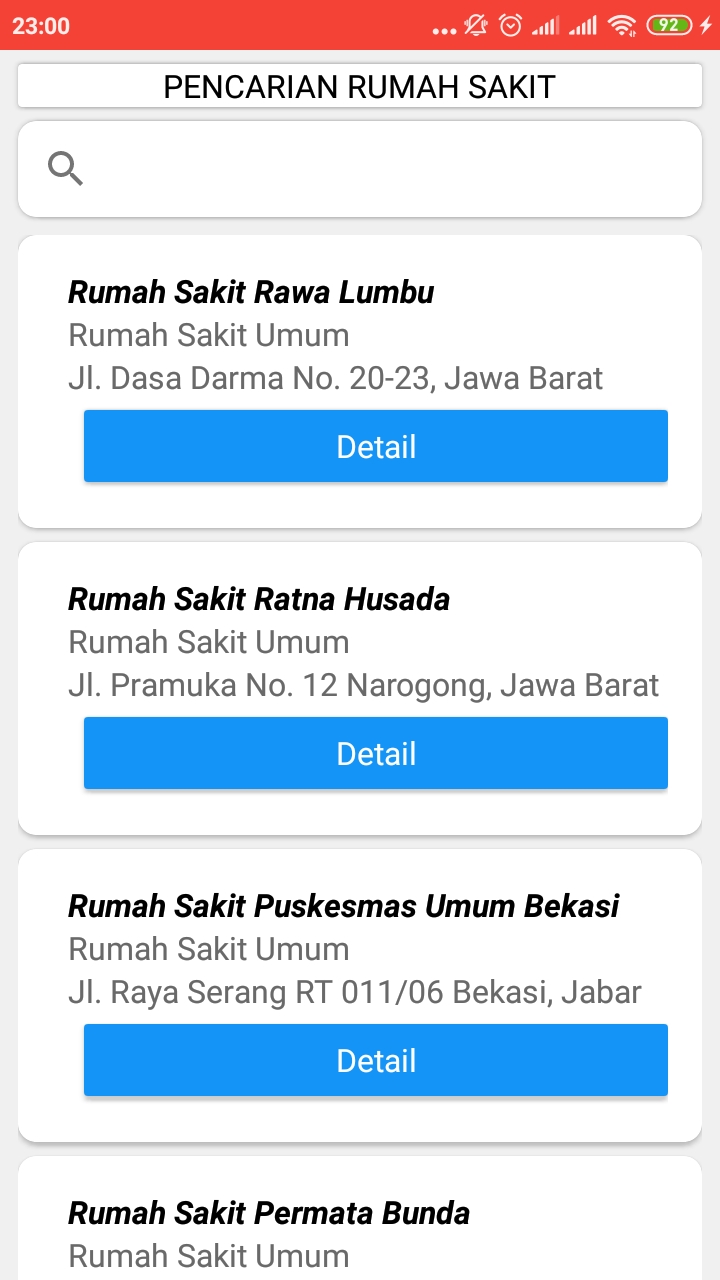 23:00
92
PENCARIAN RUMAH SAKIT
Rumah Sakit Rawa Lumbu
Rumah Sakit Umum
Jl. Dasa Darma No. 20-23, Jawa Barat
Detail
Rumah Sakit Ratna Husada
Rumah Sakit Umum
Jl. Pramuka No. 12 Narogong, Jawa Barat
Detail
Rumah Sakit Puskesmas Umum Bekasi
Rumah Sakit Umum
Jl. Raya Serang RT 011/06 Bekasi, Jabar
Detail
Rumah Sakit Permata Bunda
Rumah Sakit Umum